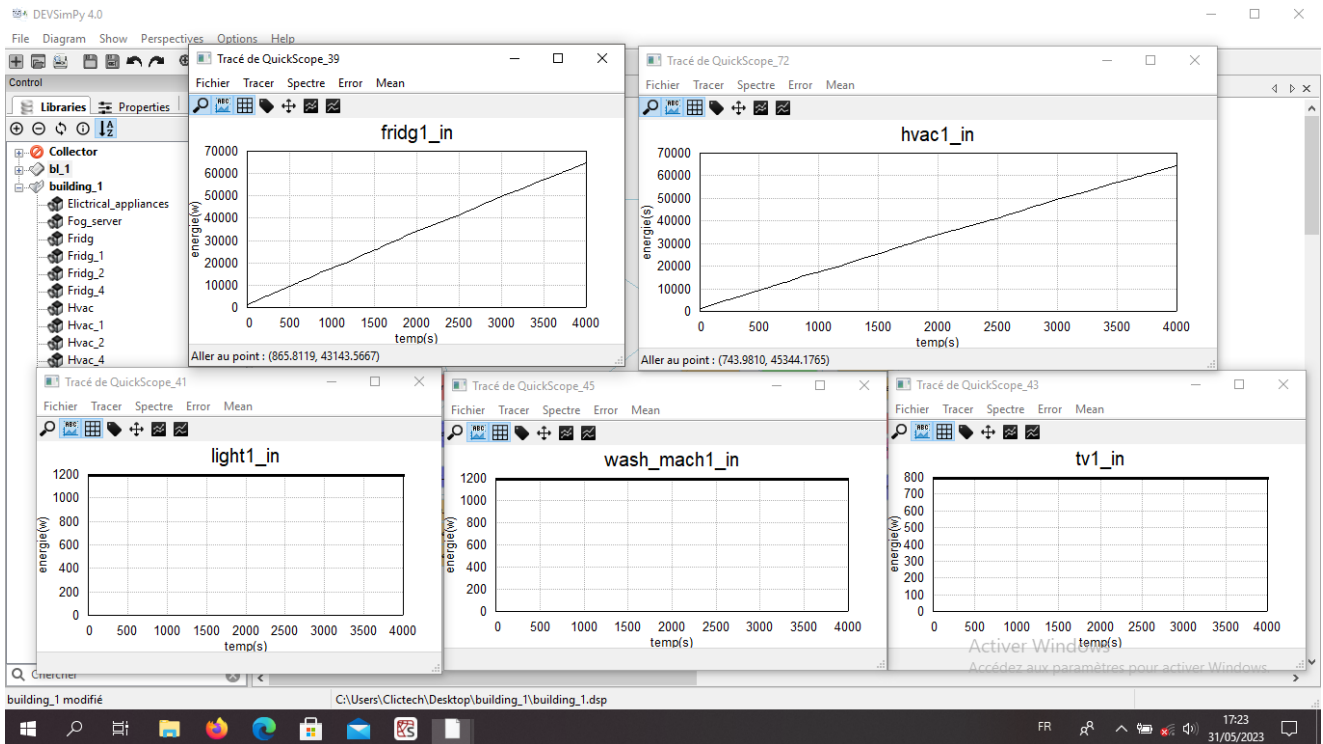 DEVSimPy 4.0
File Diagram Show Perspectives Options Help
Control
Libraries Properties
Collector
bl_1
building_1
Elictrical_appliances
Fog_server
Fridg
Fridg_1
Fridg_2
Fridg_4
Hvac
Hvac_1
Hvac_2
Hvac_4
Tracé de QuickScope_39
Fichier Tracer Spectre Error Mean
fridg1_in
70000
60000
50000
40000
30000
20000
10000
0
energie(w)
0 500 1000 1500 2000 2500 3000 3500 4000
temp(s)
Aller au point : (865.8119, 43143.5667)
Tracé de QuickScope_72
Fichier Tracer Spectre Error Mean
hvac1_in
70000
60000
50000
40000
30000
20000
10000
0
energie(s)
0 500 1000 1500 2000 2500 3000 3500 4000
temp(s)
Aller au point : (743.9810, 45344.1765)
Tracé de QuickScope_41
Fichier Tracer Spectre Error Mean
light1_in
1200
1000
800
600
400
200
0
energie(w)
0 500 1000 1500 2000 2500 3000 3500 4000
temp(s)
Tracé de QuickScope_45
Fichier Tracer Spectre Error Mean
wash_mach1_in
1200
1000
800
600
400
200
0
energie(w)
0 500 1000 1500 2000 2500 3000 3500 4000
temp(s)
Tracé de QuickScope_43
Fichier Tracer Spectre Error Mean
tv1_in
800
700
600
500
400
300
200
100
0
energie(w)
0 500 1000 1500 2000 2500 3000 3500 4000
temp(s)
Activer Windows
Accédez aux paramètres pour activer Windows.
Chercher
building_1 modifié
C:\Users\Clictech\Desktop\building_1\building_1.dsp
FR
17:23
31/05/2023